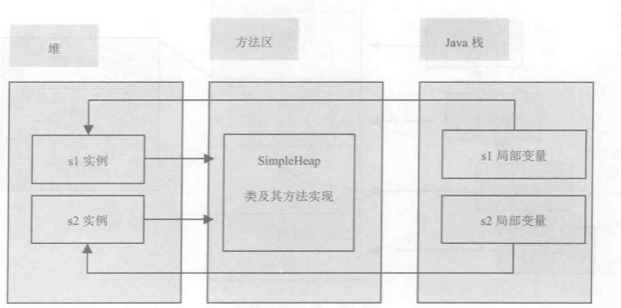 堆
方法区
Java 栈
s1 实例
SimpleHeap
类及其方法实现
s1 局部变量
s2 实例
s2 局部变量